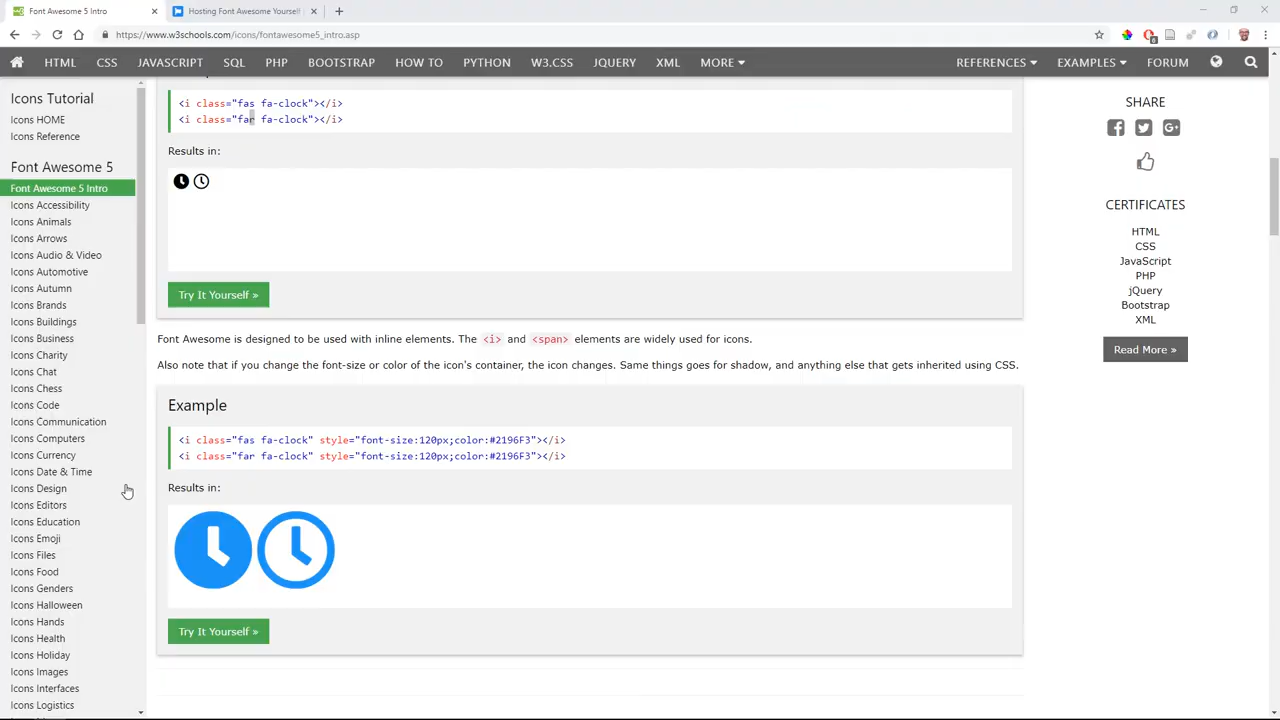 Font Awesome 5 Intro
Hosting Font Awesome Yourself
https://www.w3schools.com/icons/fontawesome5_intro.asp
6
HTML CSS JAVASCRIPT SQL PHP BOOTSTRAP HOW TO PYTHON W3.CSS JQUERY XML MORE REFERENCES EXAMPLES FORUM
Icons Tutorial
Icons HOME
Icons Reference
Font Awesome 5
Font Awesome 5 Intro
Icons Accessibility
Icons Animals
Icons Arrows
Icons Audio & Video
Icons Automotive
Icons Autumn
Icons Brands
Icons Buildings
Icons Business
Icons Charity
Icons Chat
Icons Chess
Icons Code
Icons Communication
Icons Computers
Icons Currency
Icons Date & Time
Icons Design
Icons Editors
Icons Education
Icons Emoji
Icons Files
Icons Food
Icons Genders
Icons Halloween
Icons Hands
Icons Health
Icons Holiday
Icons Images
Icons Interfaces
Icons Logistics
<i class="fas fa-clock"></i>
<i class="far fa-clock"></i>
Results in:
Try It Yourself »
Font Awesome is designed to be used with inline elements. The <i> and <span> elements are widely used for icons.
Also note that if you change the font-size or color of the icon's container, the icon changes. Same things goes for shadow, and anything else that gets inherited using CSS.
Example
<i class="fas fa-clock" style="font-size:120px;color:#2196F3"></i>
<i class="far fa-clock" style="font-size:120px;color:#2196F3"></i>
Results in:
Try It Yourself »
SHARE
CERTIFICATES
HTML
CSS
JavaScript
PHP
jQuery
Bootstrap
XML
Read More »